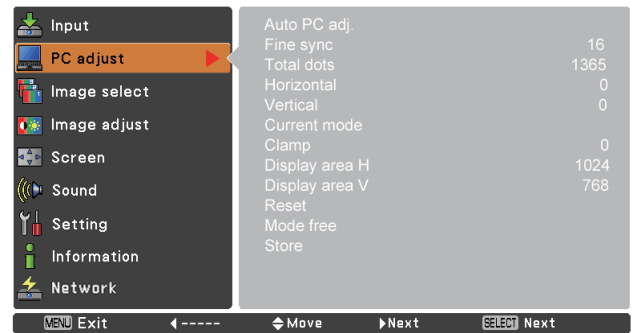 Input
PC adjust
Image select
Image adjust
Screen
Sound
Setting
Information
Network
Auto PC adj.
Fine sync 16
Total dots 1365
Horizontal 0
Vertical 0
Current mode
Clamp 0
Display area H 1024
Display area V 768
Reset
Mode free
Store
MENU Exit ----- Move Next SELECT Next